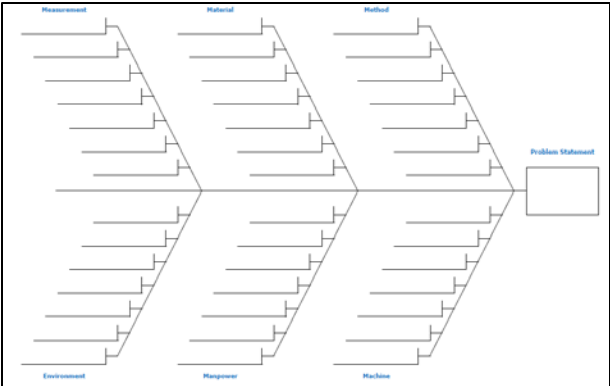 Measurement
Material
Method
Problem Statement
Environment
Manpower
Machine